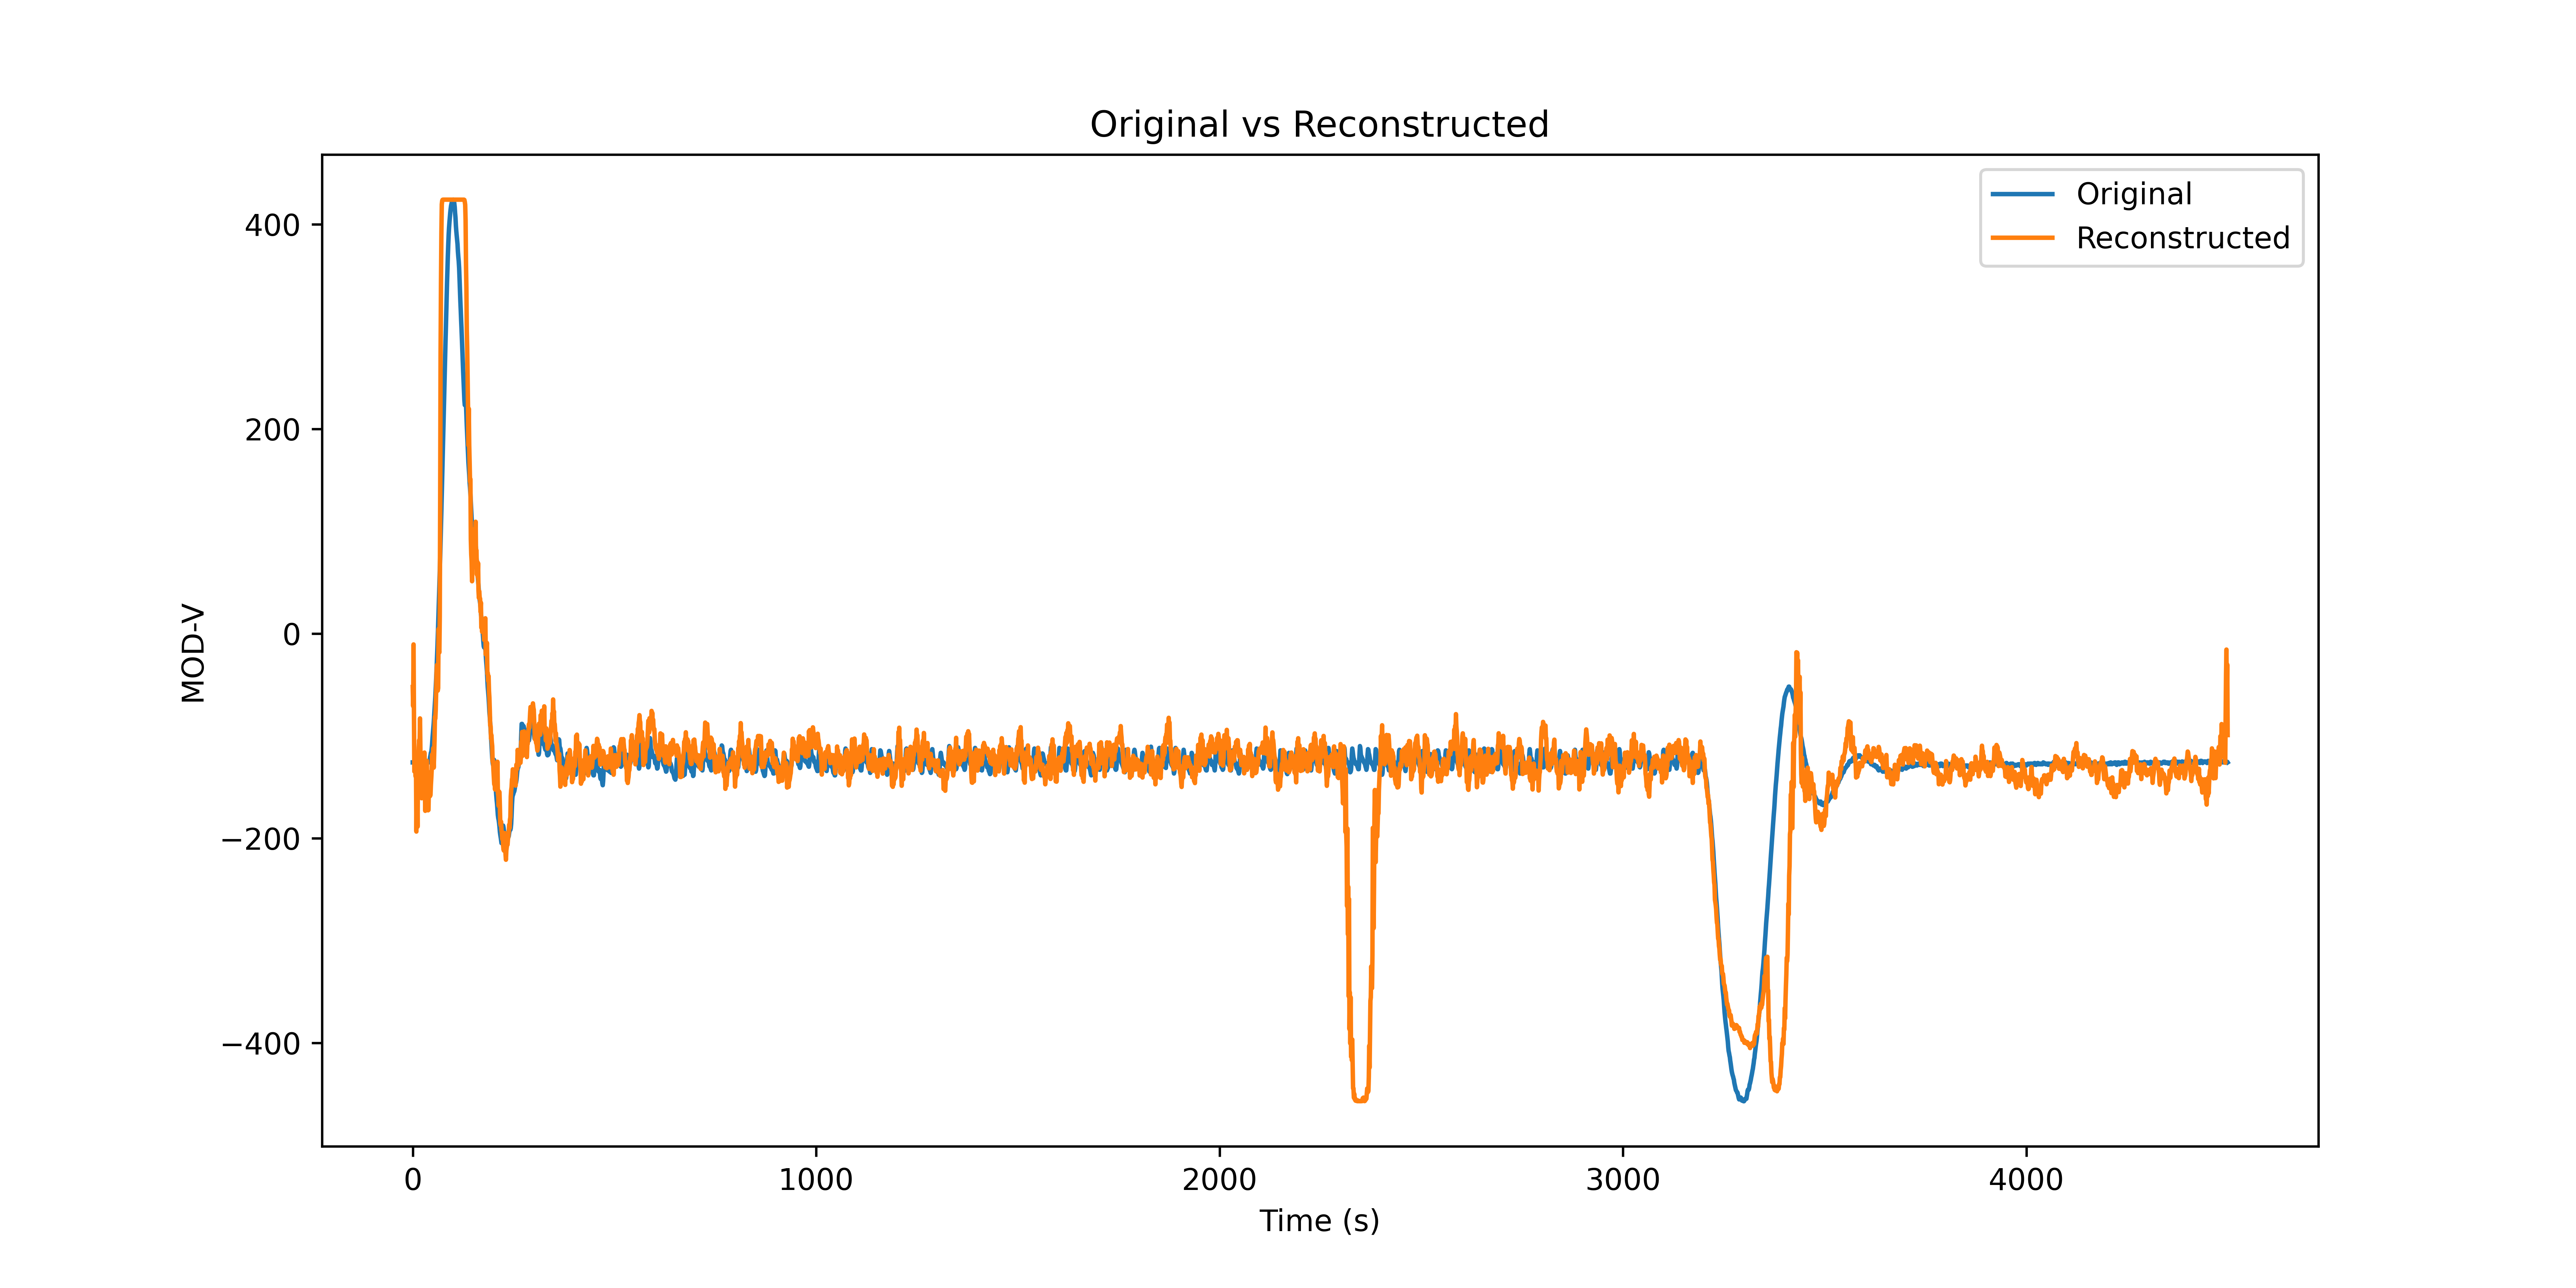 Original vs Reconstructed
Original
Reconstructed
MOD-V
400
200
0
−200
−400
0
1000
2000
3000
4000
Time (s)